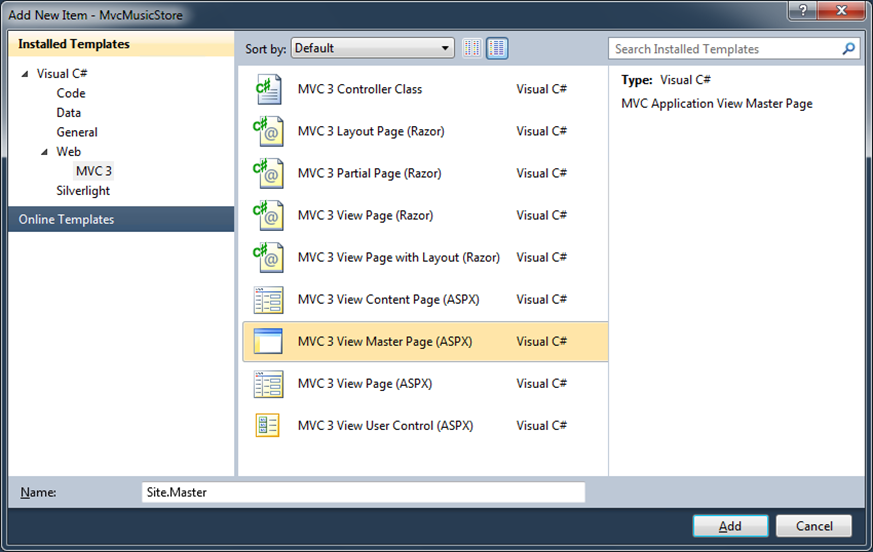 Add New Item - MvcMusicStore
Installed Templates
Visual C#
Code
Data
General
Web
MVC 3
Silverlight
Online Templates
Sort by: Default
Search Installed Templates
MVC 3 Controller Class Visual C#
MVC 3 Layout Page (Razor) Visual C#
MVC 3 Partial Page (Razor) Visual C#
MVC 3 View Page (Razor) Visual C#
MVC 3 View Page with Layout (Razor) Visual C#
MVC 3 View Content Page (ASPX) Visual C#
MVC 3 View Master Page (ASPX) Visual C#
MVC 3 View Page (ASPX) Visual C#
MVC 3 View User Control (ASPX) Visual C#
Type: Visual C#
MVC Application View Master Page
Name: Site.Master
Add Cancel